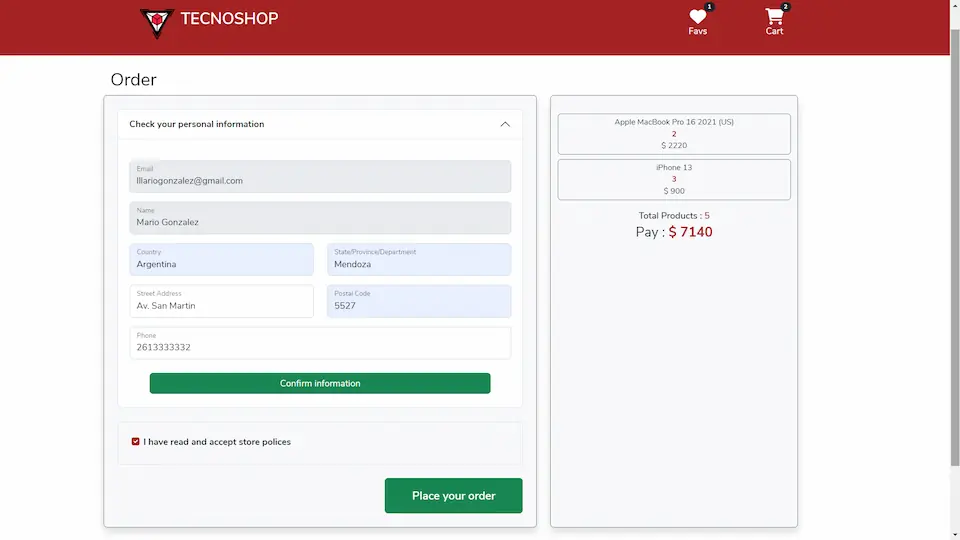 TECNOSHOP
1
Favs
2
Cart
Order
Check your personal information
Email
lllariogonzalez@gmail.com
Name
Mario Gonzalez
Country
Argentina
State/Province/Department
Mendoza
Street Address
Av. San Martin
Postal Code
5527
Phone
2613333332
Confirm information
I have read and accept store polices
Place your order
Apple MacBook Pro 16 2021 (US)
2
$ 2220
iPhone 13
3
$ 900
Total Products : 5
Pay : $ 7140